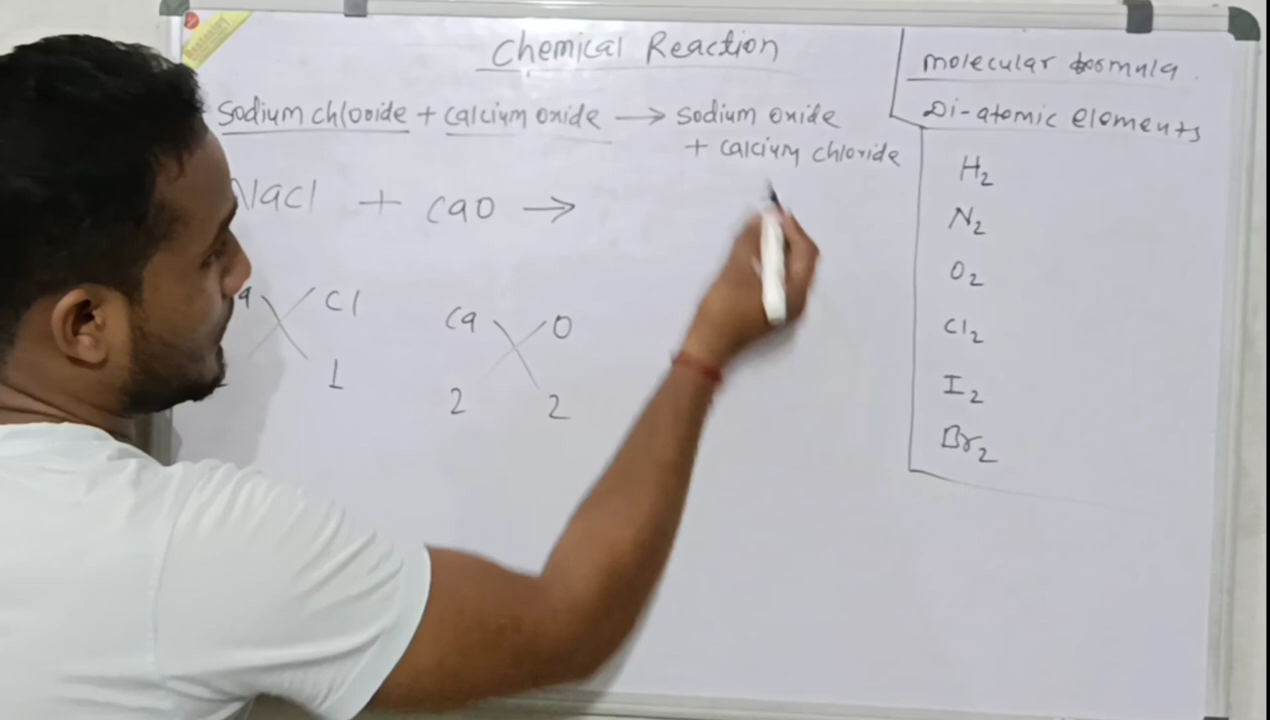 Chemical Reaction
Sodium chloride + calcium oxide → sodium oxide
+ calcium chloride
NaCl + CaO →
Cl
1
Ca O
2 2
molecular formula.
Di-atomic elements
H₂
N₂
O₂
Cl₂
I₂
Br₂